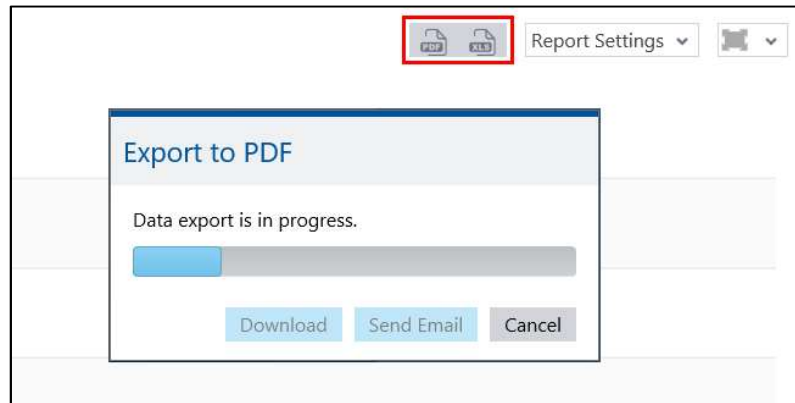 PDF XLS Report Settings
Export to PDF
Data export is in progress.
Download Send Email Cancel